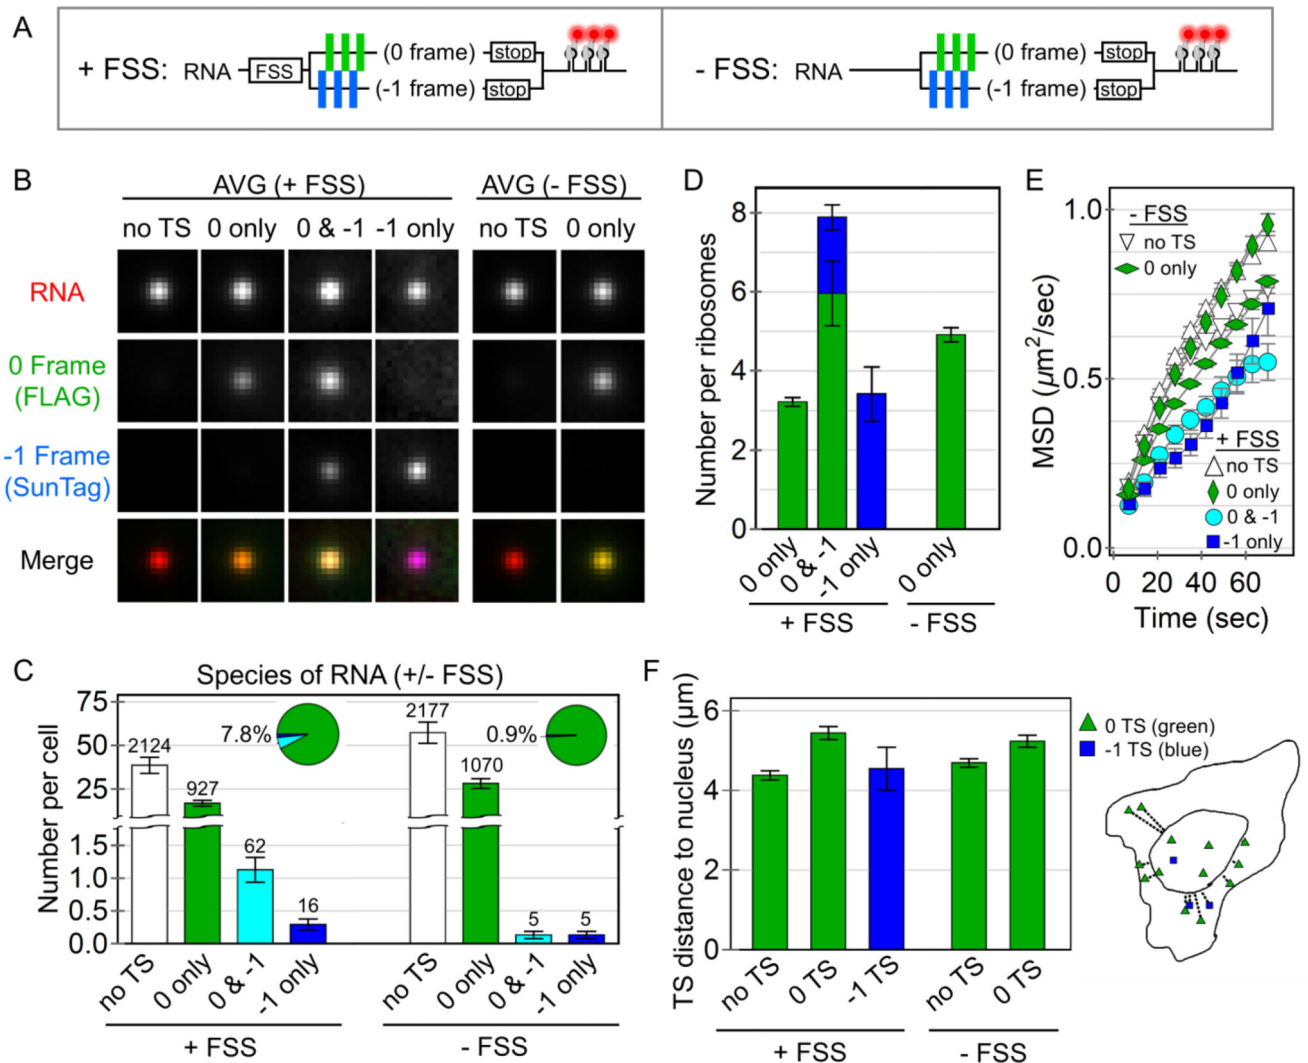 A
+ FSS: RNA FSS (0 frame) stop
(-1 frame) stop
- FSS: RNA (0 frame) stop
(-1 frame) stop
B
AVG (+ FSS) AVG (- FSS)
no TS 0 only 0 & -1 -1 only no TS 0 only
RNA
0 Frame
(FLAG)
-1 Frame
(SunTag)
Merge
D
Number per ribosomes
8
6
4
2
0
0 only 0 & -1 -1 only 0 only
+ FSS - FSS
E
MSD (µm²/sec)
1.0
0.5
0.0
- FSS
no TS
0 only
+ FSS
no TS
0 only
0 & -1
-1 only
0 20 40 60
Time (sec)
C
Species of RNA (+/- FSS)
Number per cell
75
50
25
1.5
1.0
0.5
0.0
2124 927 62 16 7.8%
2177 1070 5 5 0.9%
no TS 0 only 0 & -1 -1 only no TS 0 only 0 & -1 -1 only
+ FSS - FSS
F
TS distance to nucleus (µm)
6
4
2
0
no TS 0 TS -1 TS no TS 0 TS
+ FSS - FSS
0 TS (green)
-1 TS (blue)